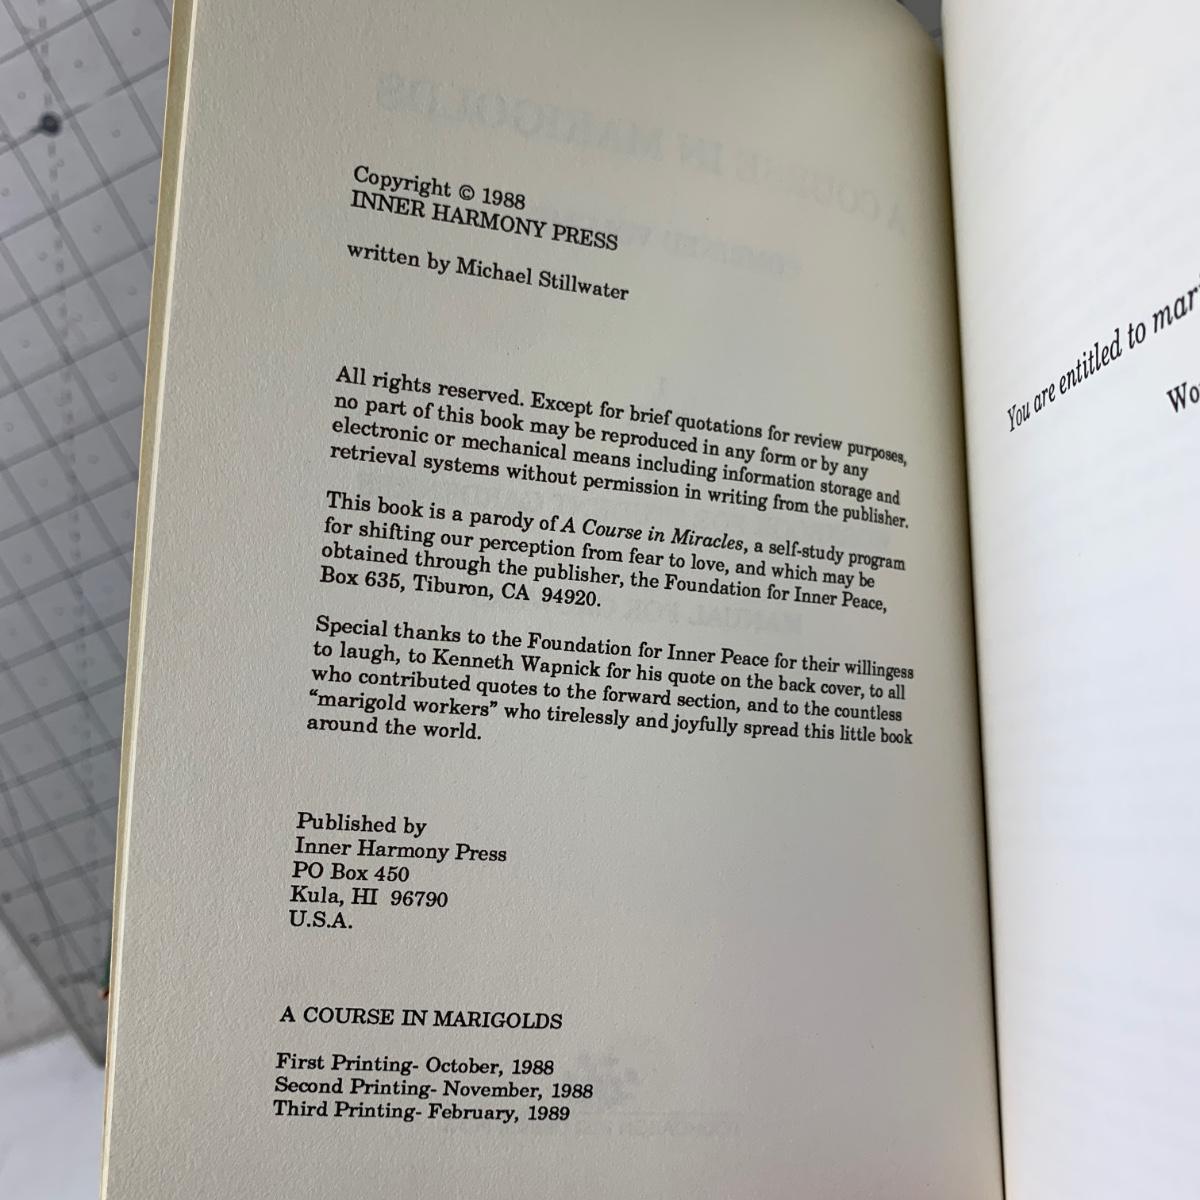 Copyright © 1988
INNER HARMONY PRESS
written by Michael Stillwater
All rights reserved. Except for brief quotations for review purposes,
no part of this book may be reproduced in any form or by any
electronic or mechanical means including information storage and
retrieval systems without permission in writing from the publisher.
This book is a parody of A Course in Miracles, a self-study program
for shifting our perception from fear to love, and which may be
obtained through the publisher, the Foundation for Inner Peace,
Box 635, Tiburon, CA 94920.
Special thanks to the Foundation for Inner Peace for their willingess
to laugh, to Kenneth Wapnick for his quote on the back cover, to all
who contributed quotes to the forward section, and to the countless
“marigold workers” who tirelessly and joyfully spread this little book
around the world.
Published by
Inner Harmony Press
PO Box 450
Kula, HI 96790
U.S.A.
A COURSE IN MARIGOLDS
First Printing- October, 1988
Second Printing- November, 1988
Third Printing- February, 1989
You are entitled to mari
Wo